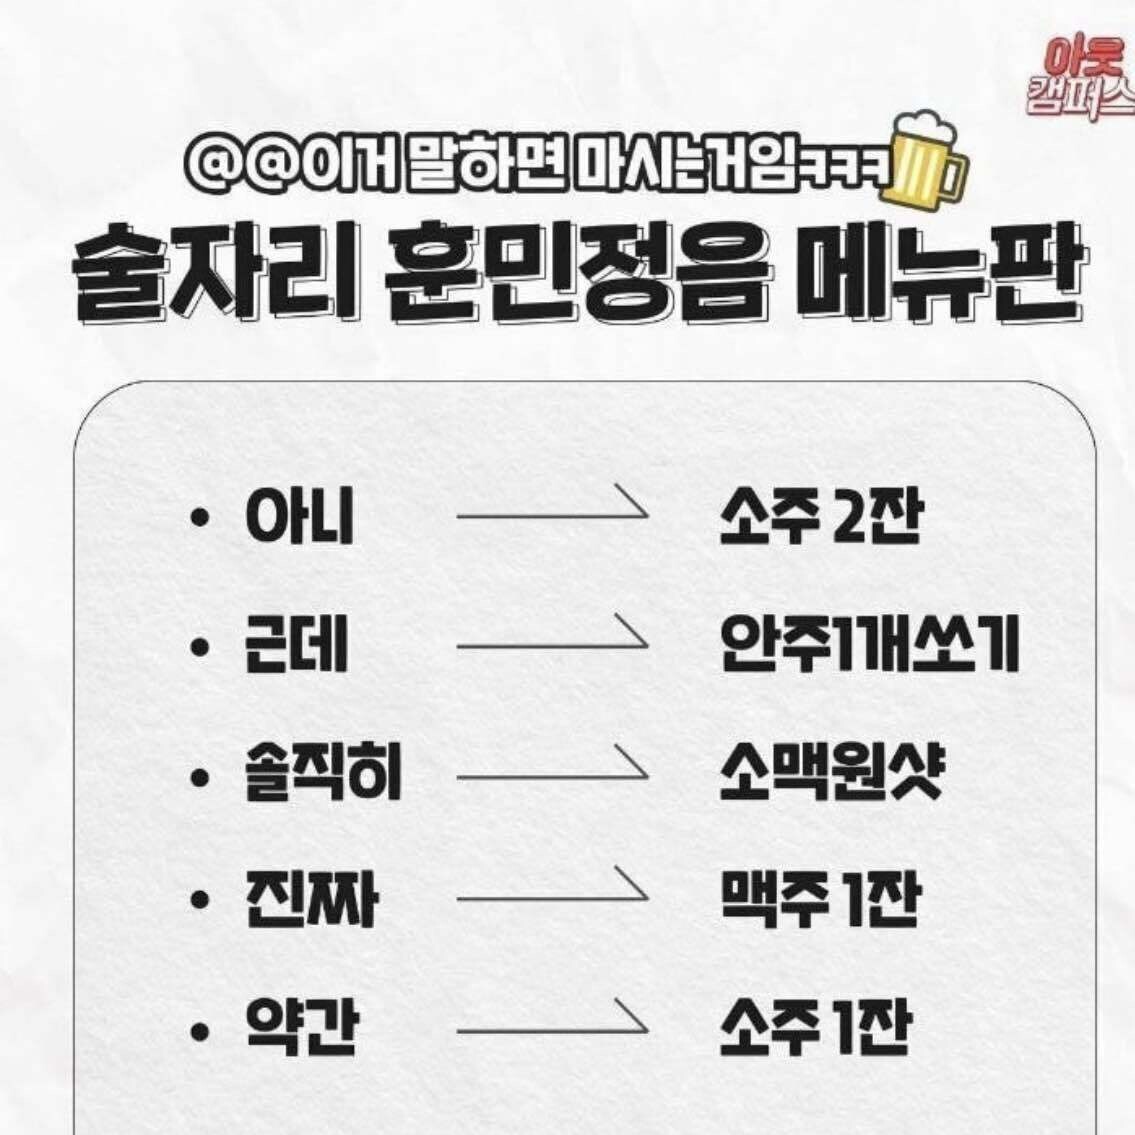 아웃
캠퍼스
@@이거 말하면 마시는거임ㅋㅋㅋ
술자리 훈민정음 메뉴판
• 아니 → 소주 2잔
• 근데 → 안주1개쏘기
• 솔직히 → 소맥원샷
• 진짜 → 맥주 1잔
• 약간 → 소주 1잔